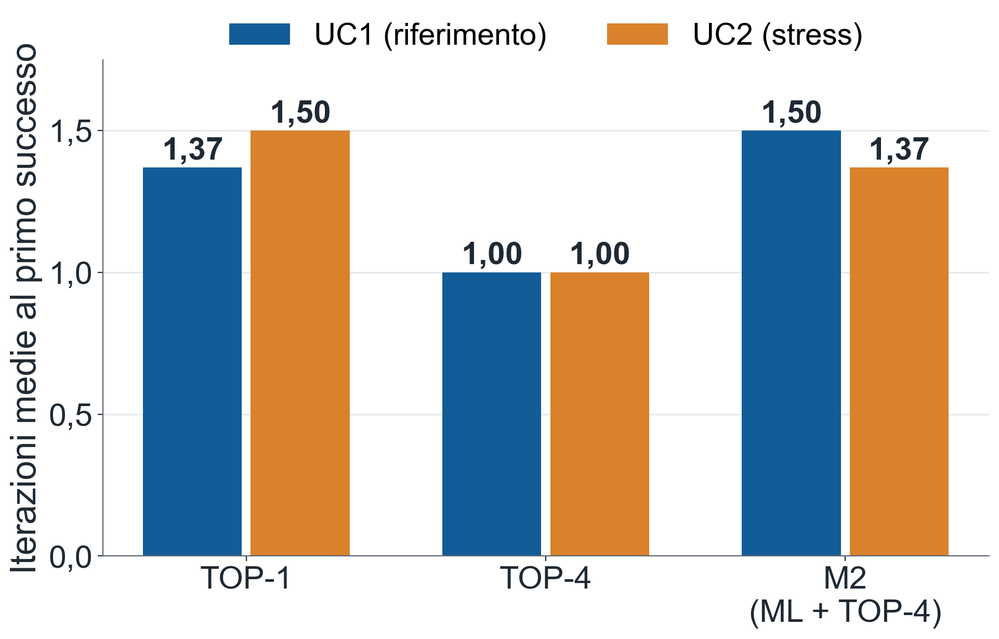 UC1 (riferimento)
UC2 (stress)
Iterazioni medie al primo successo
1,5
1,0
0,5
0,0
1,37
1,50
1,00
1,00
1,50
1,37
TOP-1
TOP-4
M2
(ML + TOP-4)